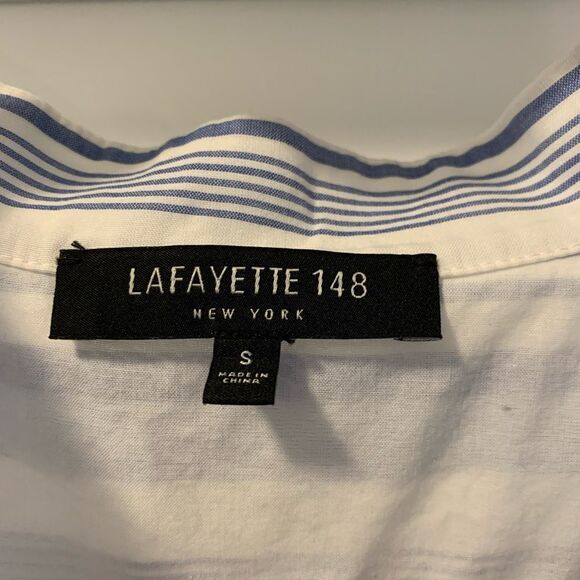 LAFAYETTE 148
NEW YORK
S
MADE IN
CHINA